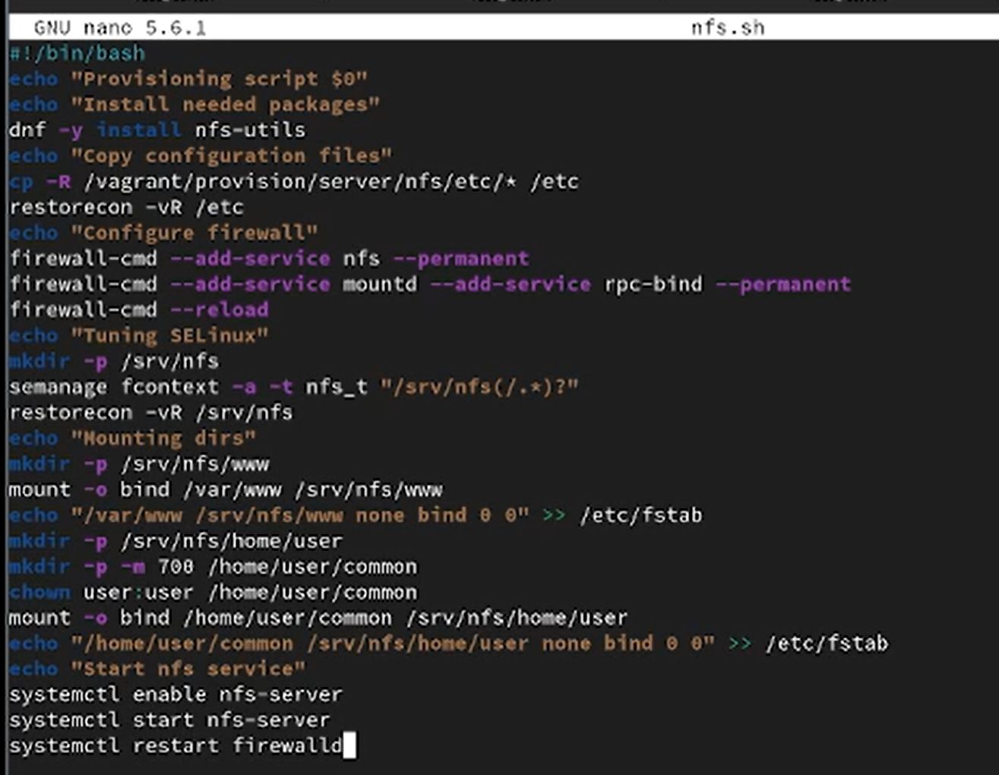 GNU nano 5.6.1 nfs.sh
#!/bin/bash
echo "Provisioning script $0"
echo "Install needed packages"
dnf -y install nfs-utils
echo "Copy configuration files"
cp -R /vagrant/provision/server/nfs/etc/* /etc
restorecon -vR /etc
echo "Configure firewall"
firewall-cmd --add-service nfs --permanent
firewall-cmd --add-service mountd --add-service rpc-bind --permanent
firewall-cmd --reload
echo "Tuning SELinux"
mkdir -p /srv/nfs
semanage fcontext -a -t nfs_t "/srv/nfs(/.*)?"
restorecon -vR /srv/nfs
echo "Mounting dirs"
mkdir -p /srv/nfs/www
mount -o bind /var/www /srv/nfs/www
echo "/var/www /srv/nfs/www none bind 0 0" >> /etc/fstab
mkdir -p /srv/nfs/home/user
mkdir -p -m 700 /home/user/common
chown user:user /home/user/common
mount -o bind /home/user/common /srv/nfs/home/user
echo "/home/user/common /srv/nfs/home/user none bind 0 0" >> /etc/fstab
echo "Start nfs service"
systemctl enable nfs-server
systemctl start nfs-server
systemctl restart firewalld